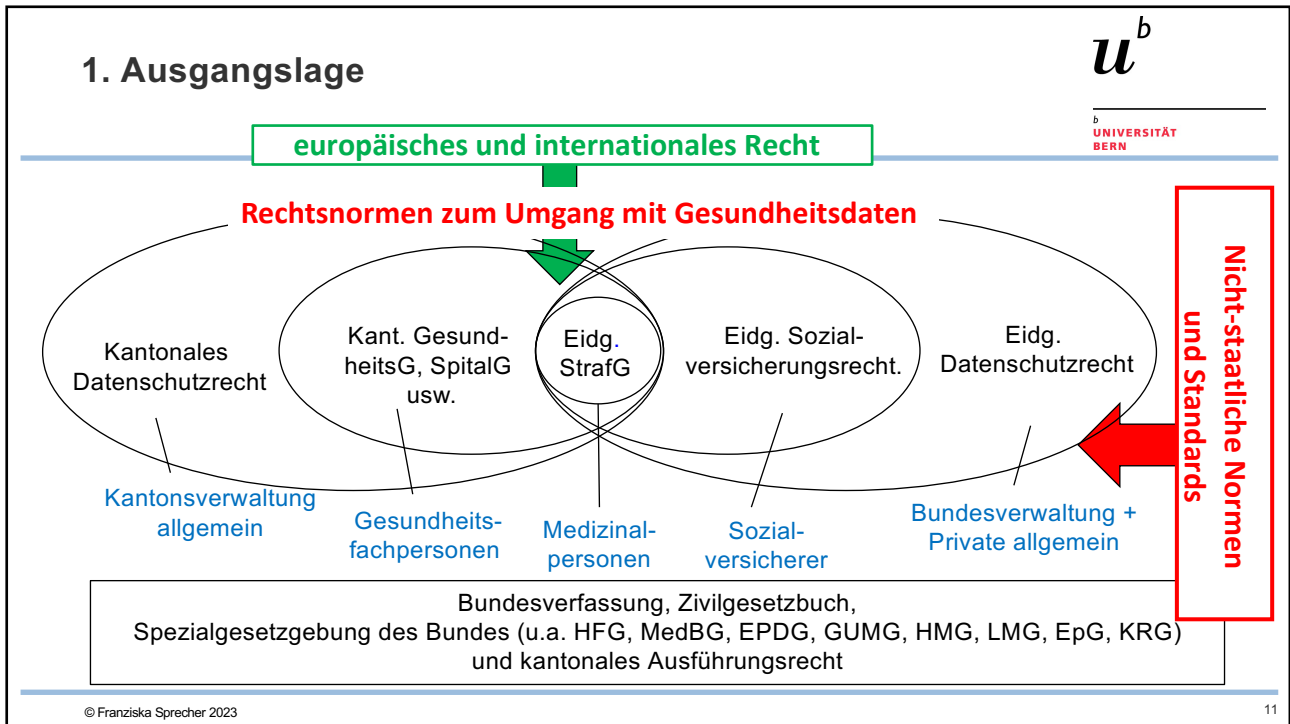 1. Ausgangslage
u^b
b
UNIVERSITÄT
BERN
europäisches und internationales Recht
Rechtsnormen zum Umgang mit Gesundheitsdaten
Nicht-staatliche Normen
und Standards
Kantonales
Datenschutzrecht
Kant. Gesund-
heitsG, SpitalG
usw.
Eidg.
StrafG
Eidg. Sozial-
versicherungsrecht.
Eidg.
Datenschutzrecht
Kantonsverwaltung
allgemein
Gesundheits-
fachpersonen
Medizinal-
personen
Sozial-
versicherer
Bundesverwaltung +
Private allgemein
Bundesverfassung, Zivilgesetzbuch,
Spezialgesetzgebung des Bundes (u.a. HFG, MedBG, EPDG, GUMG, HMG, LMG, EpG, KRG)
und kantonales Ausführungsrecht
© Franziska Sprecher 2023
11